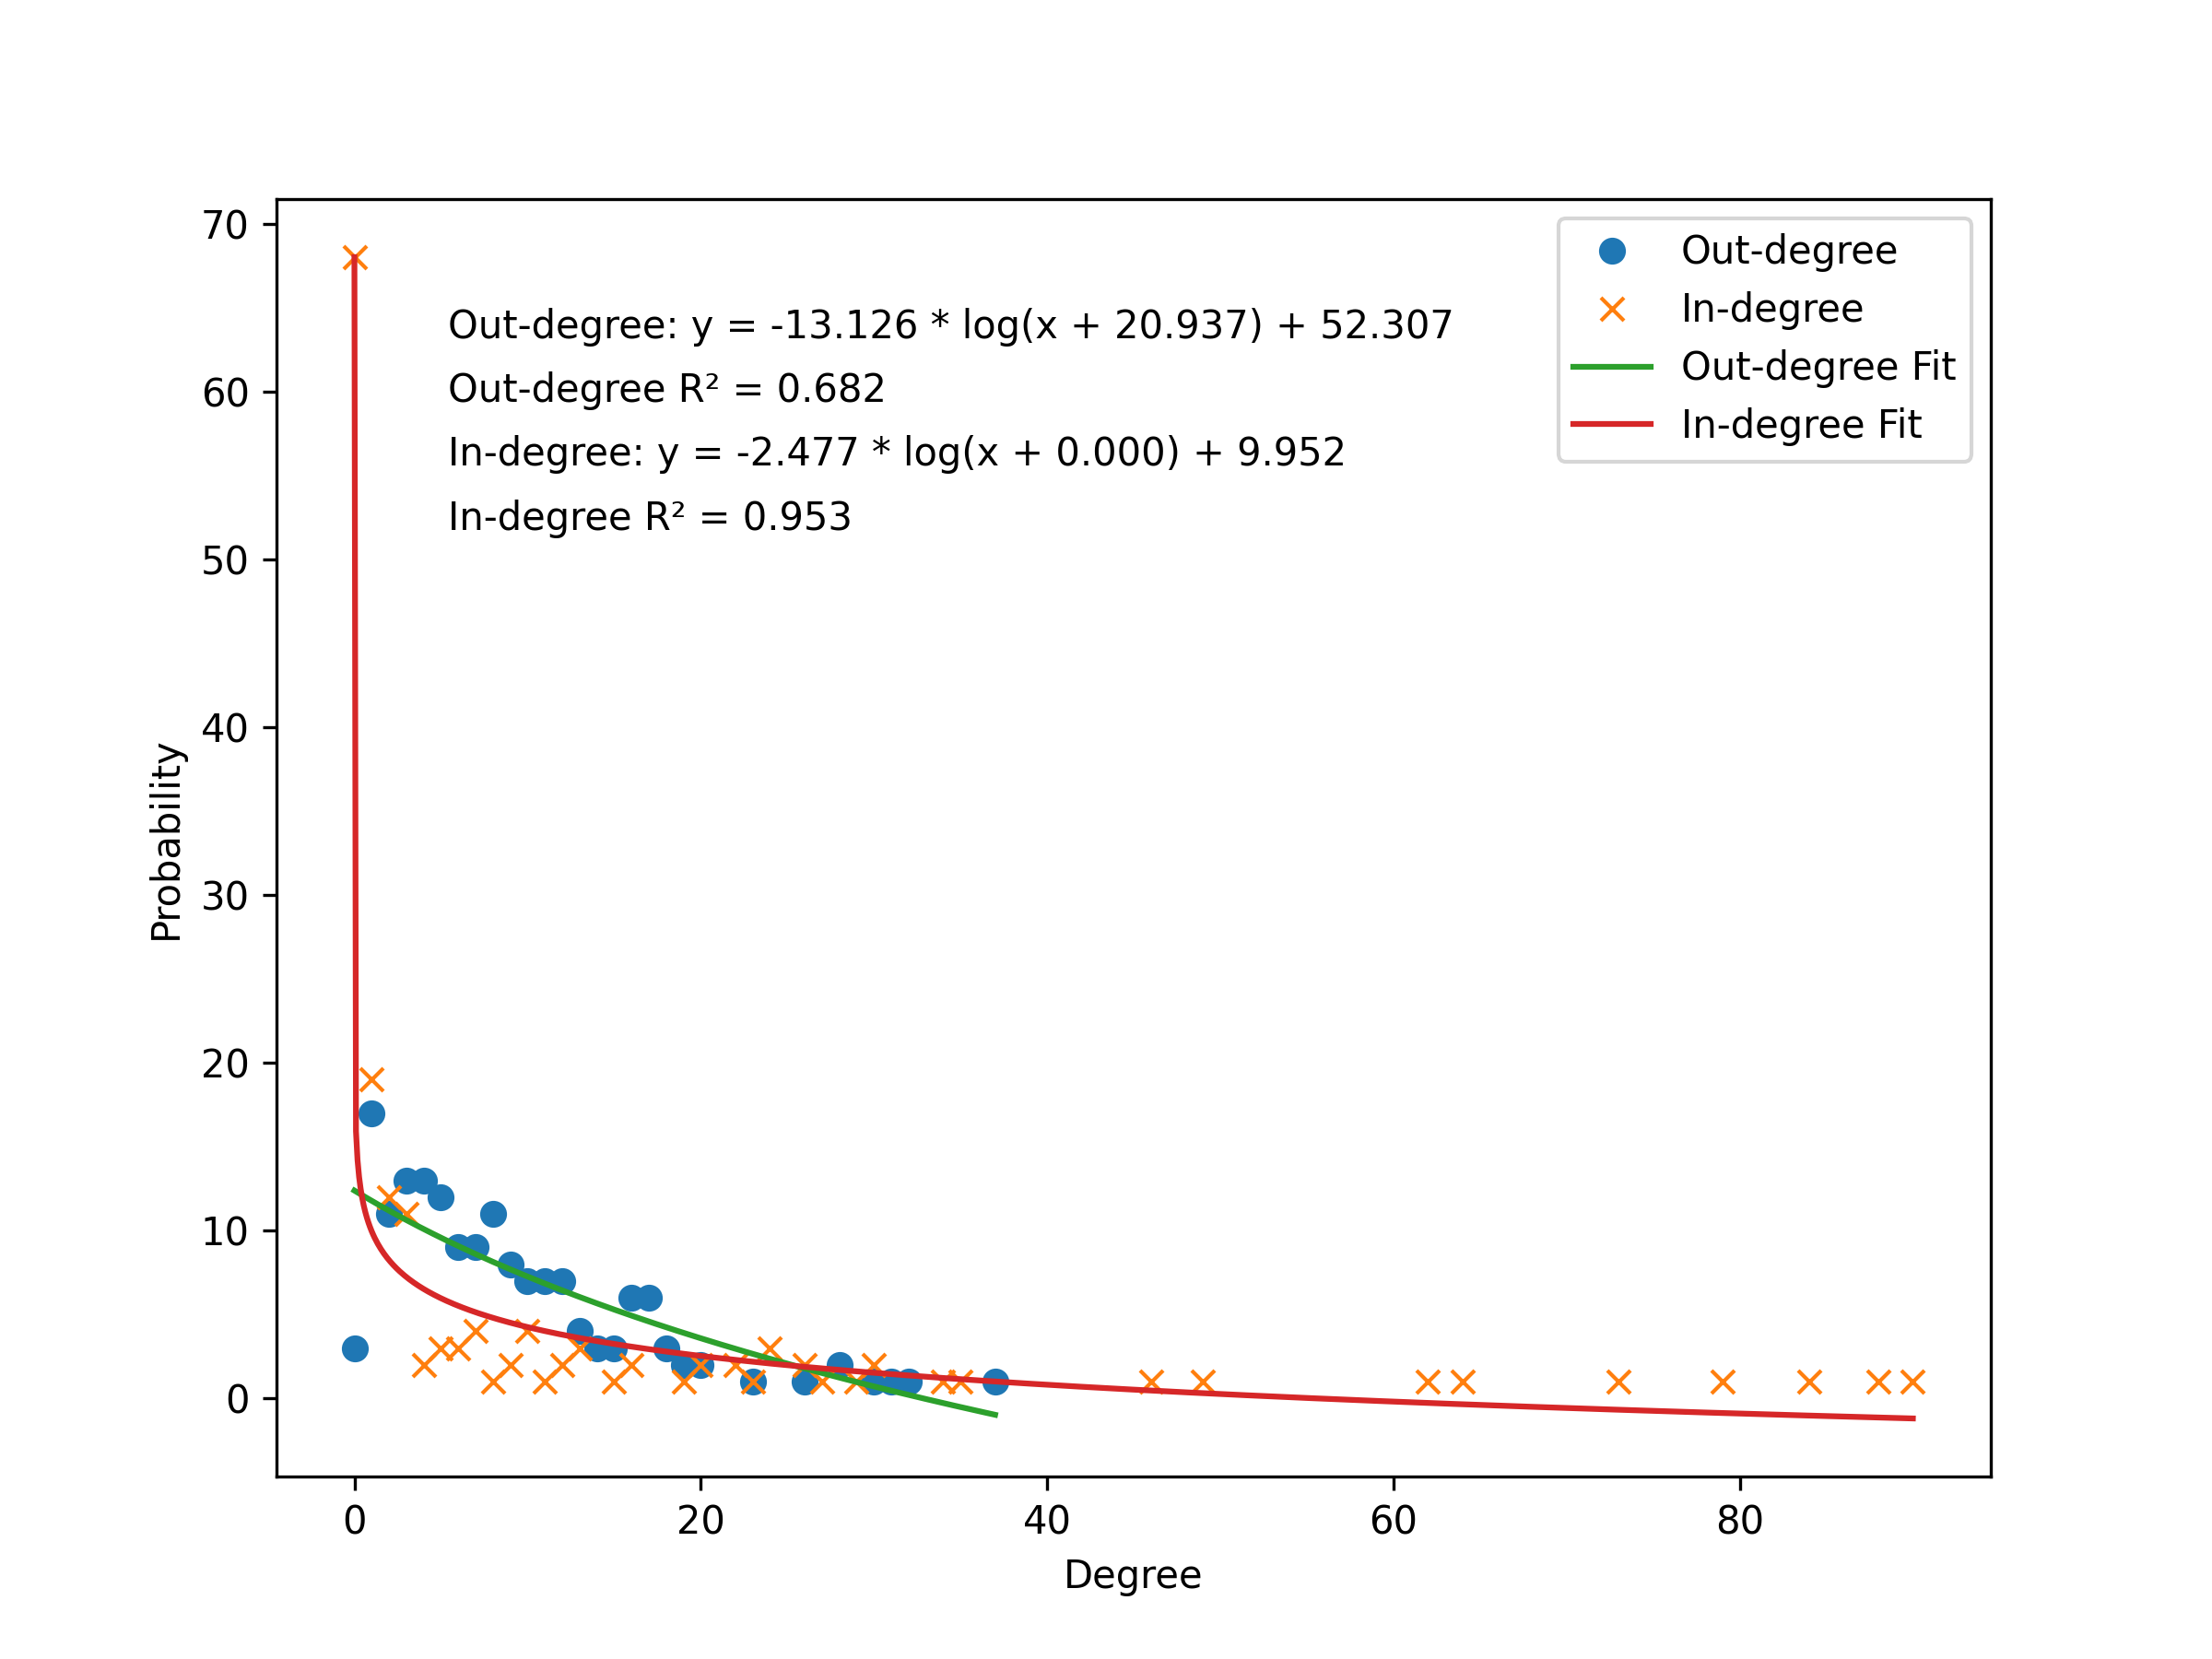 Out-degree
In-degree
Out-degree Fit
In-degree Fit
Out-degree: y = -13.126 * log(x + 20.937) + 52.307
Out-degree R² = 0.682
In-degree: y = -2.477 * log(x + 0.000) + 9.952
In-degree R² = 0.953
Probability
70
60
50
40
30
20
10
0
0 20 40 60 80
Degree